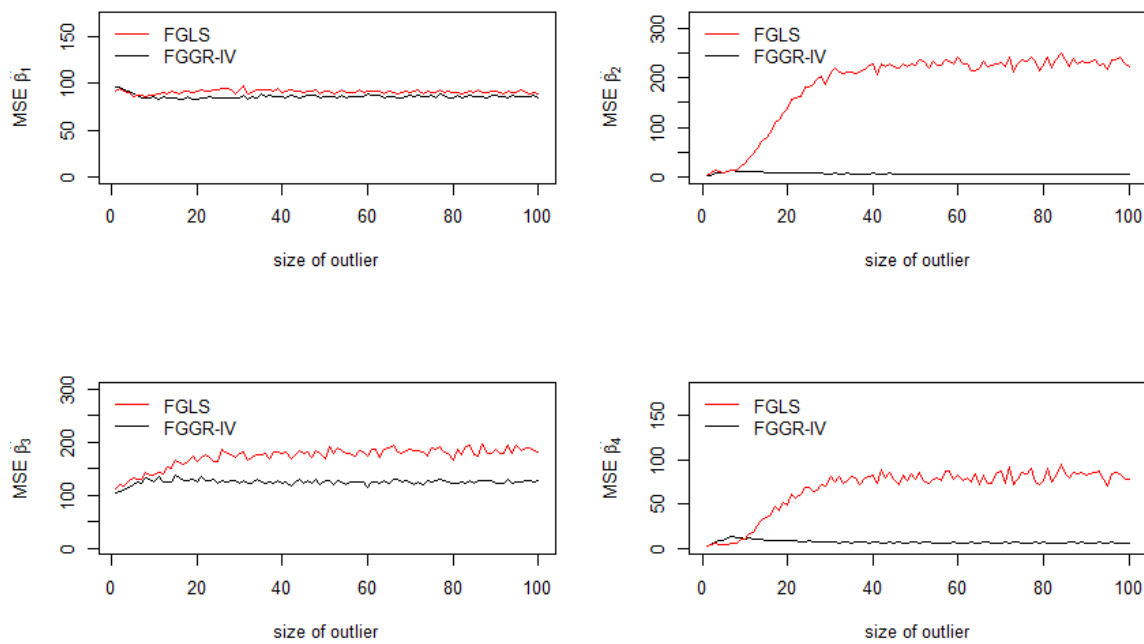 MSE β̈₁
150
100
50
0
FGLS
FGGR-IV
0 20 40 60 80 100
size of outlier
MSE β̈₂
300
200
100
0
FGLS
FGGR-IV
0 20 40 60 80 100
size of outlier
MSE β̈₃
300
200
100
0
FGLS
FGGR-IV
0 20 40 60 80 100
size of outlier
MSE β̈₄
150
100
50
0
FGLS
FGGR-IV
0 20 40 60 80 100
size of outlier